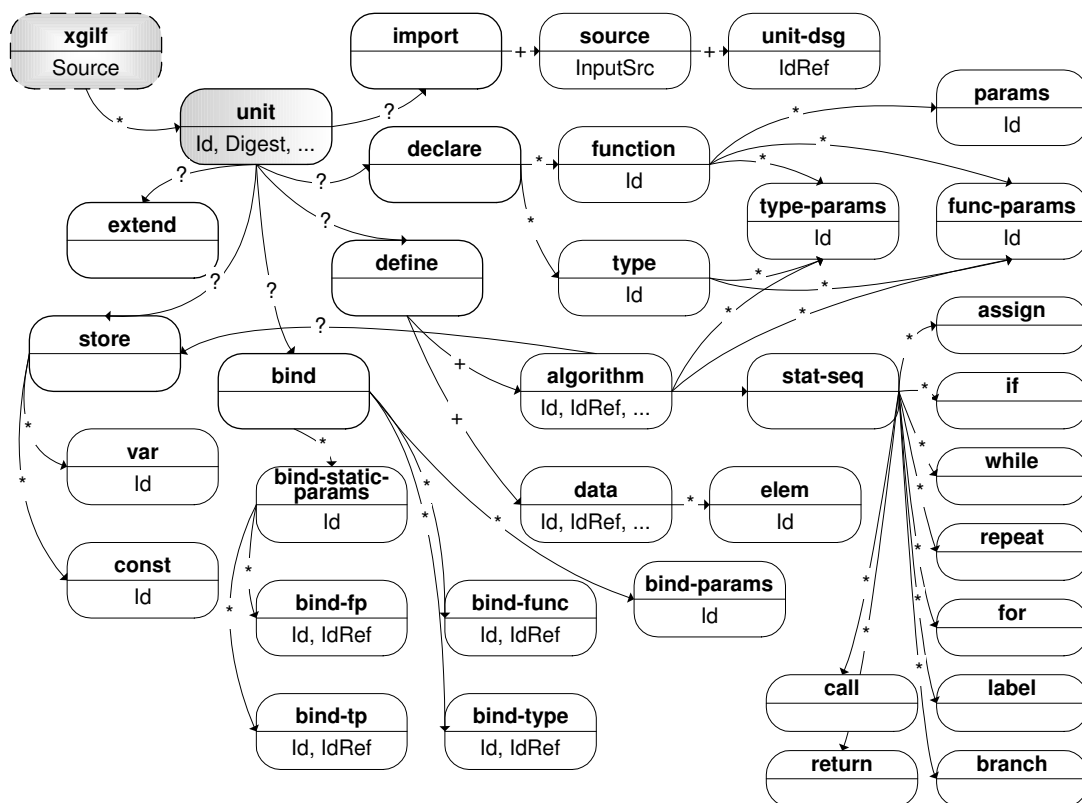 xgilf
Source
import
+
source
InputSrc
+
unit-dsg
IdRef
params
Id
*
unit
Id, Digest, ...
?
declare
*
function
Id
*
*
*
type-params
Id
func-params
Id
?
extend
?
?
define
*
type
Id
*
*
*
*
?
store
?
?
bind
?
+
algorithm
Id, IdRef, ...
stat-seq
*
assign
*
if
*
var
Id
*
bind-static-
params
Id
+
data
Id, IdRef, ...
*
elem
Id
*
while
*
const
Id
*
*
*
*
repeat
*
bind-fp
Id, IdRef
*
bind-func
Id, IdRef
*
bind-params
Id
*
for
*
bind-tp
Id, IdRef
bind-type
Id, IdRef
*
call
*
label
*
return
*
branch